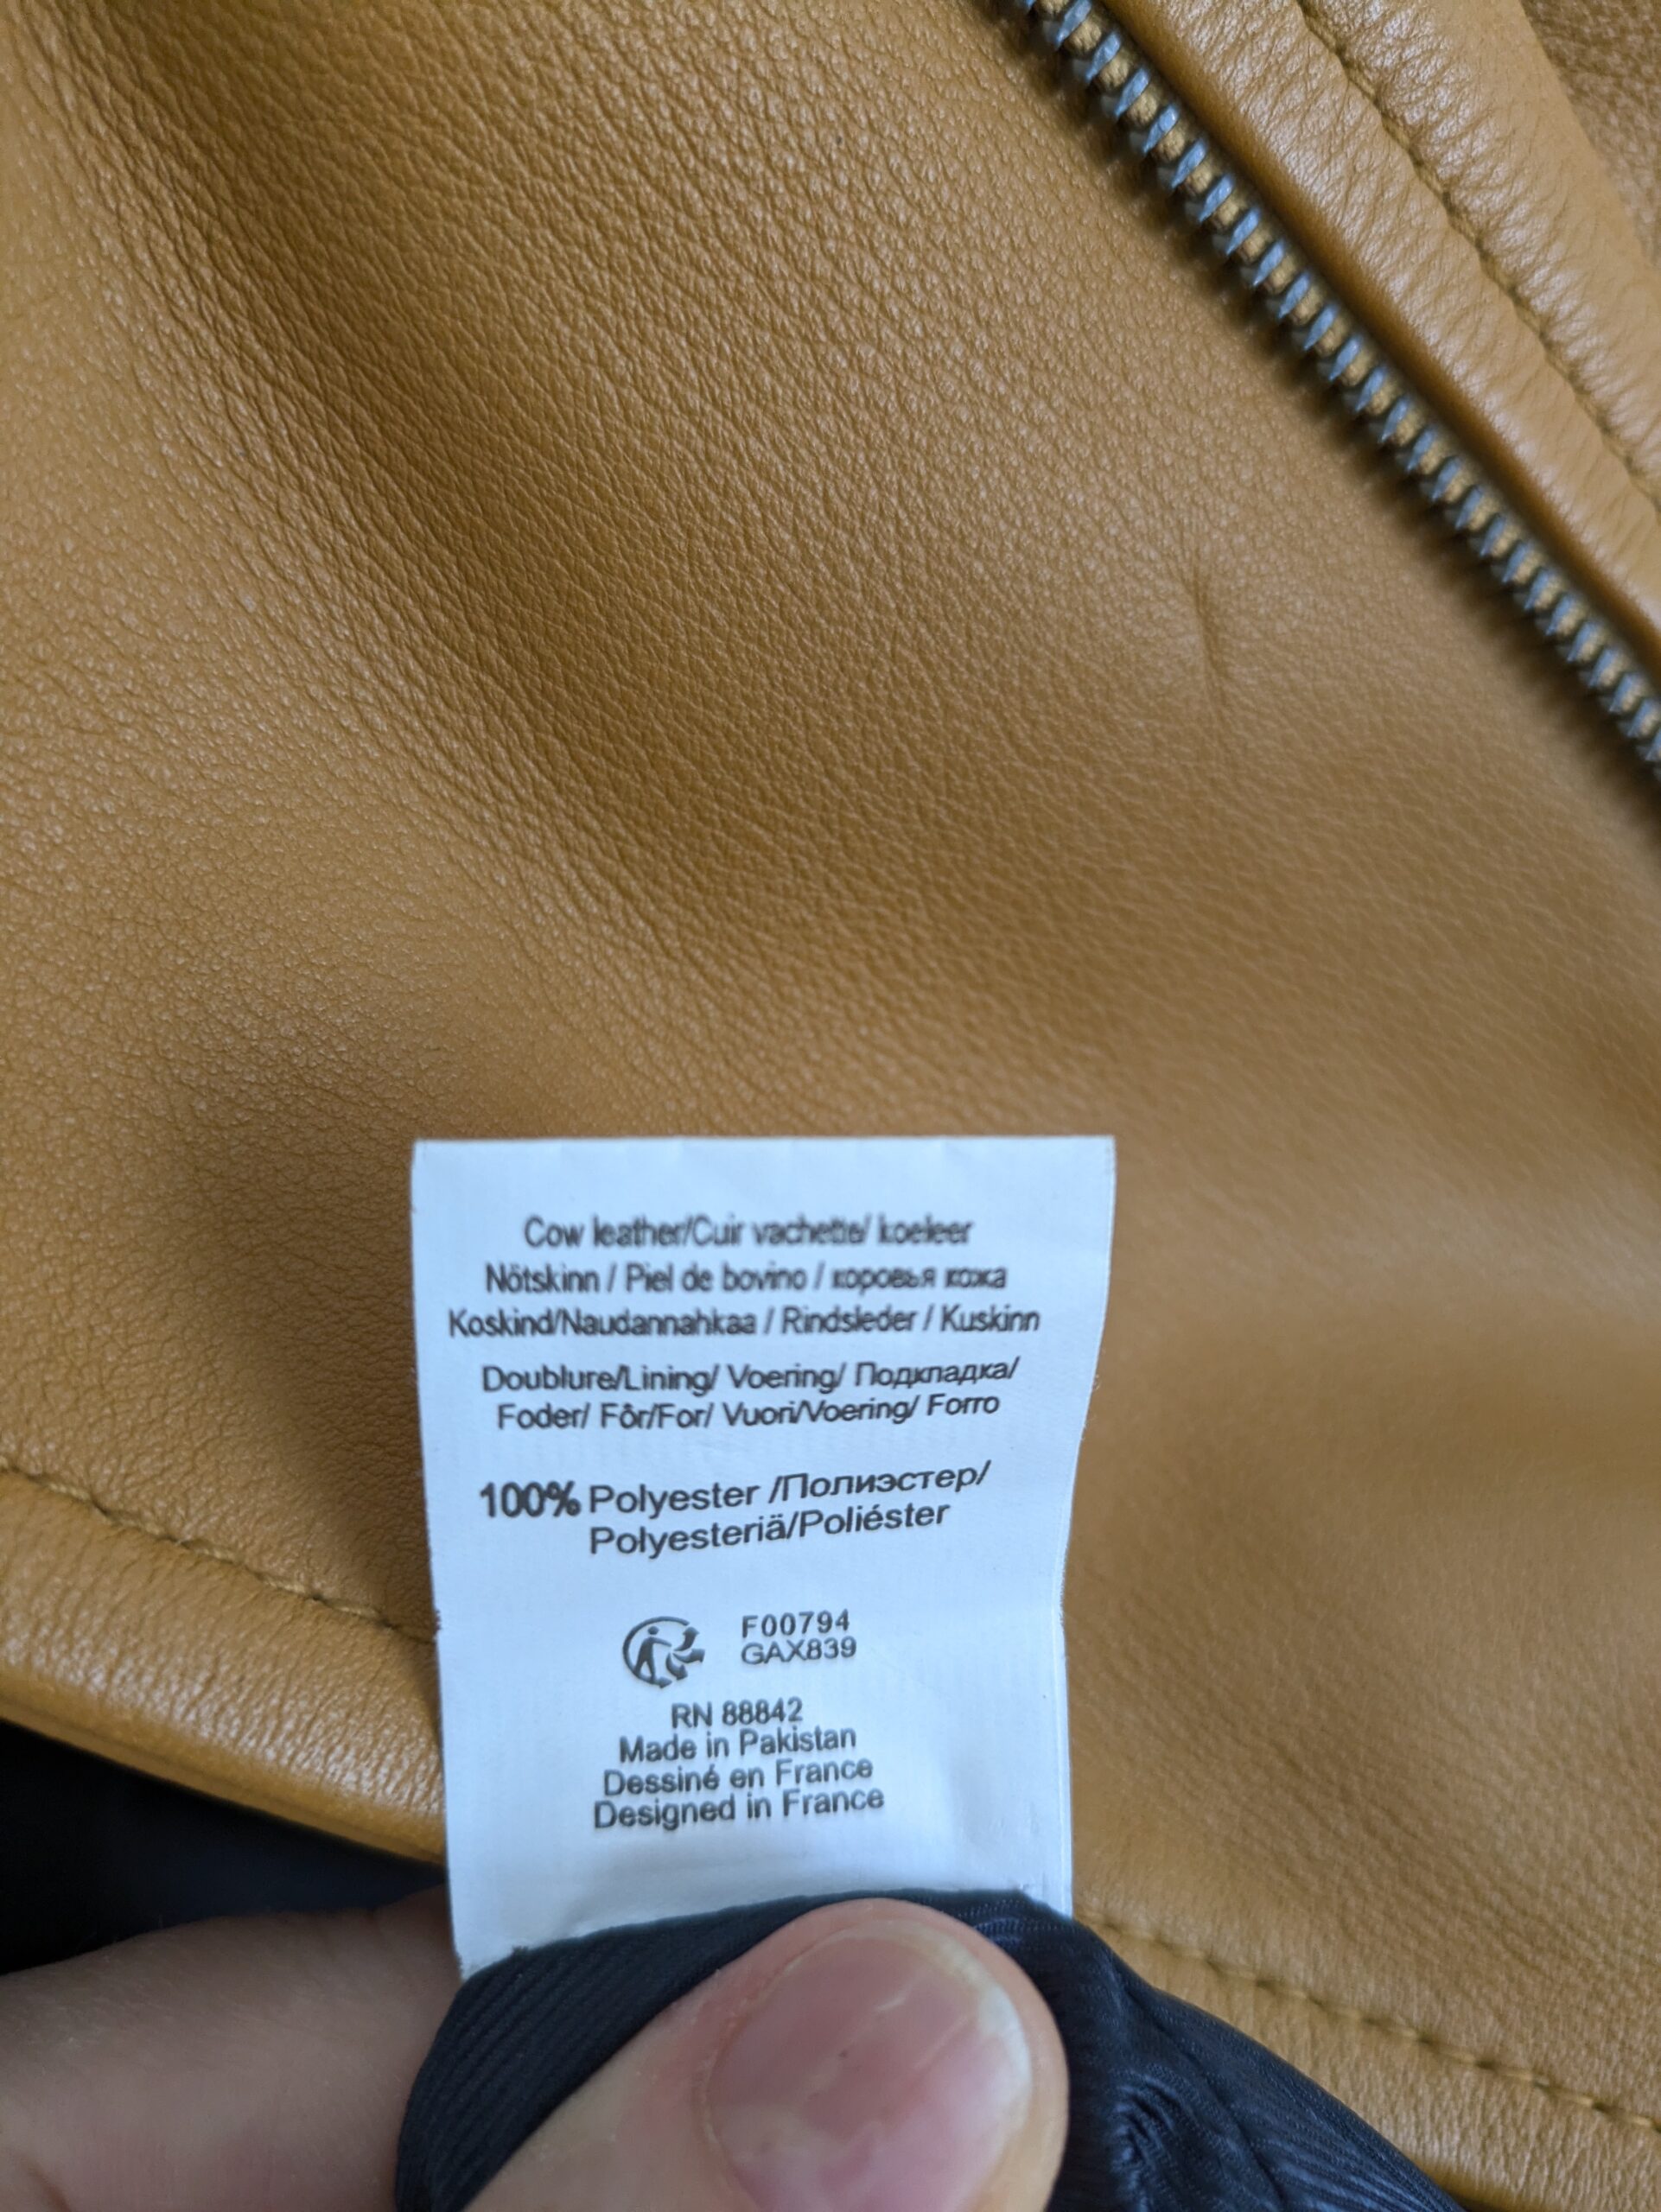 Cow leather/Cuir vachette/ koeleer
Nötskinn / Piel de bovino / коровья кожа
Koskind/Naudannahkaa / Rindsleder / Kuskinn
Doublure/Lining/ Voering/ Подкладка/
Foder/ Fôr/For/ Vuori/Voering/ Forro
100% Polyester /Полиэстер/
Polyesteriä/Poliéster
F00794
GAX839
RN 88842
Made in Pakistan
Dessiné en France
Designed in France